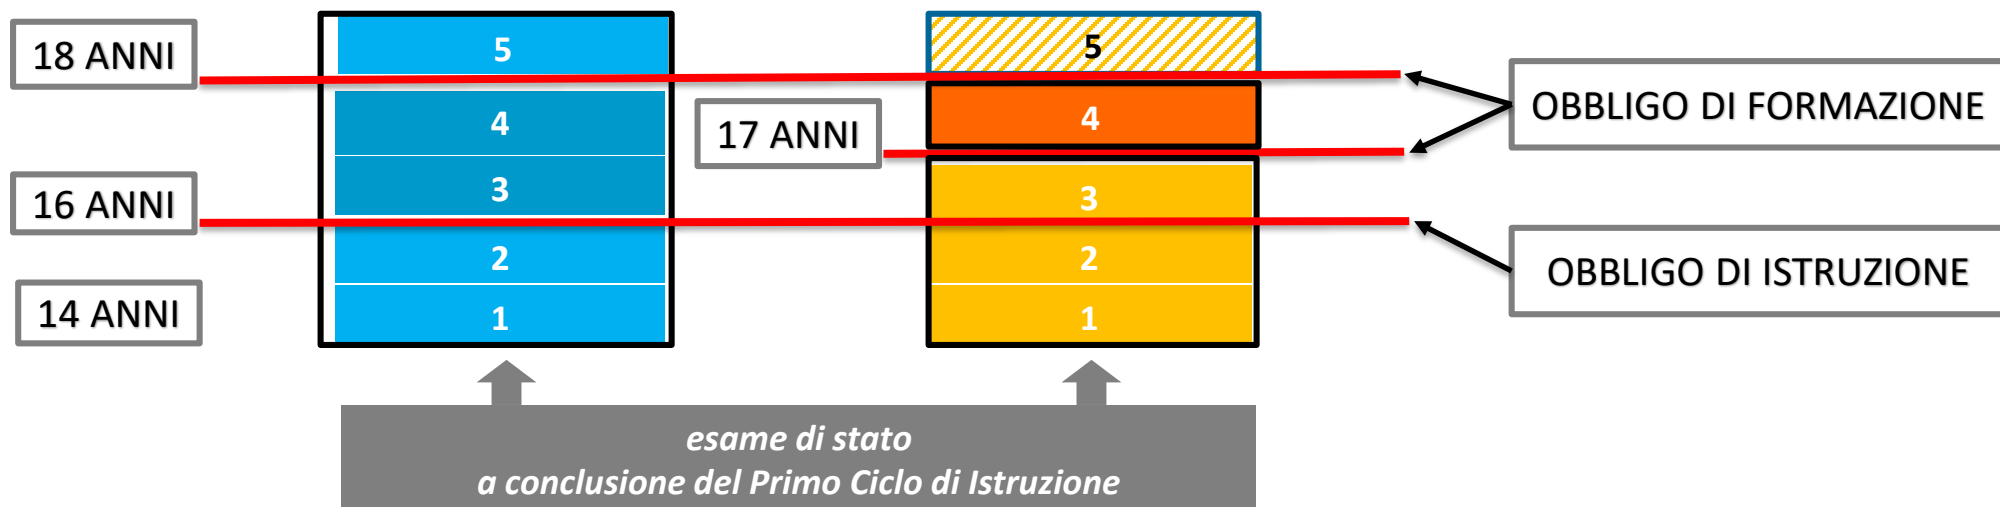 18 ANNI
5
5
4
17 ANNI
4
OBBLIGO DI FORMAZIONE
16 ANNI
3
3
2
2
OBBLIGO DI ISTRUZIONE
14 ANNI
1
1
esame di stato
a conclusione del Primo Ciclo di Istruzione